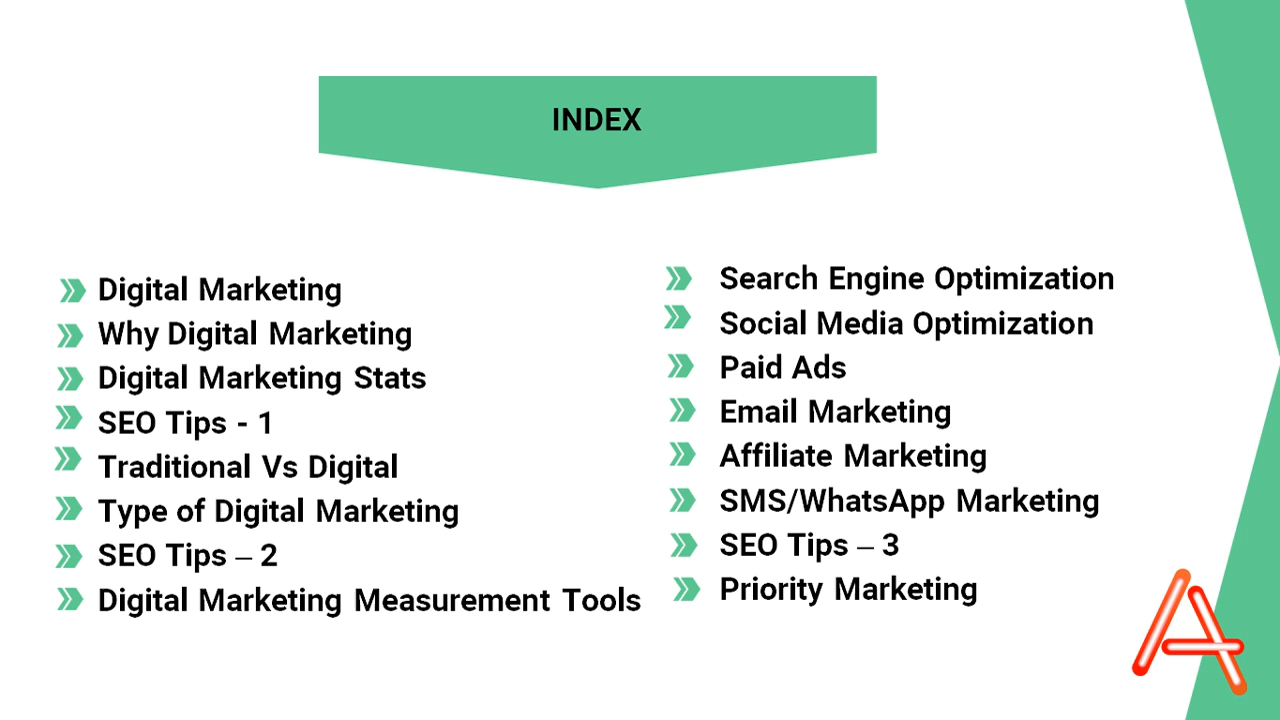 INDEX
Digital Marketing
Why Digital Marketing
Digital Marketing Stats
SEO Tips - 1
Traditional Vs Digital
Type of Digital Marketing
SEO Tips – 2
Digital Marketing Measurement Tools
Search Engine Optimization
Social Media Optimization
Paid Ads
Email Marketing
Affiliate Marketing
SMS/WhatsApp Marketing
SEO Tips – 3
Priority Marketing
A